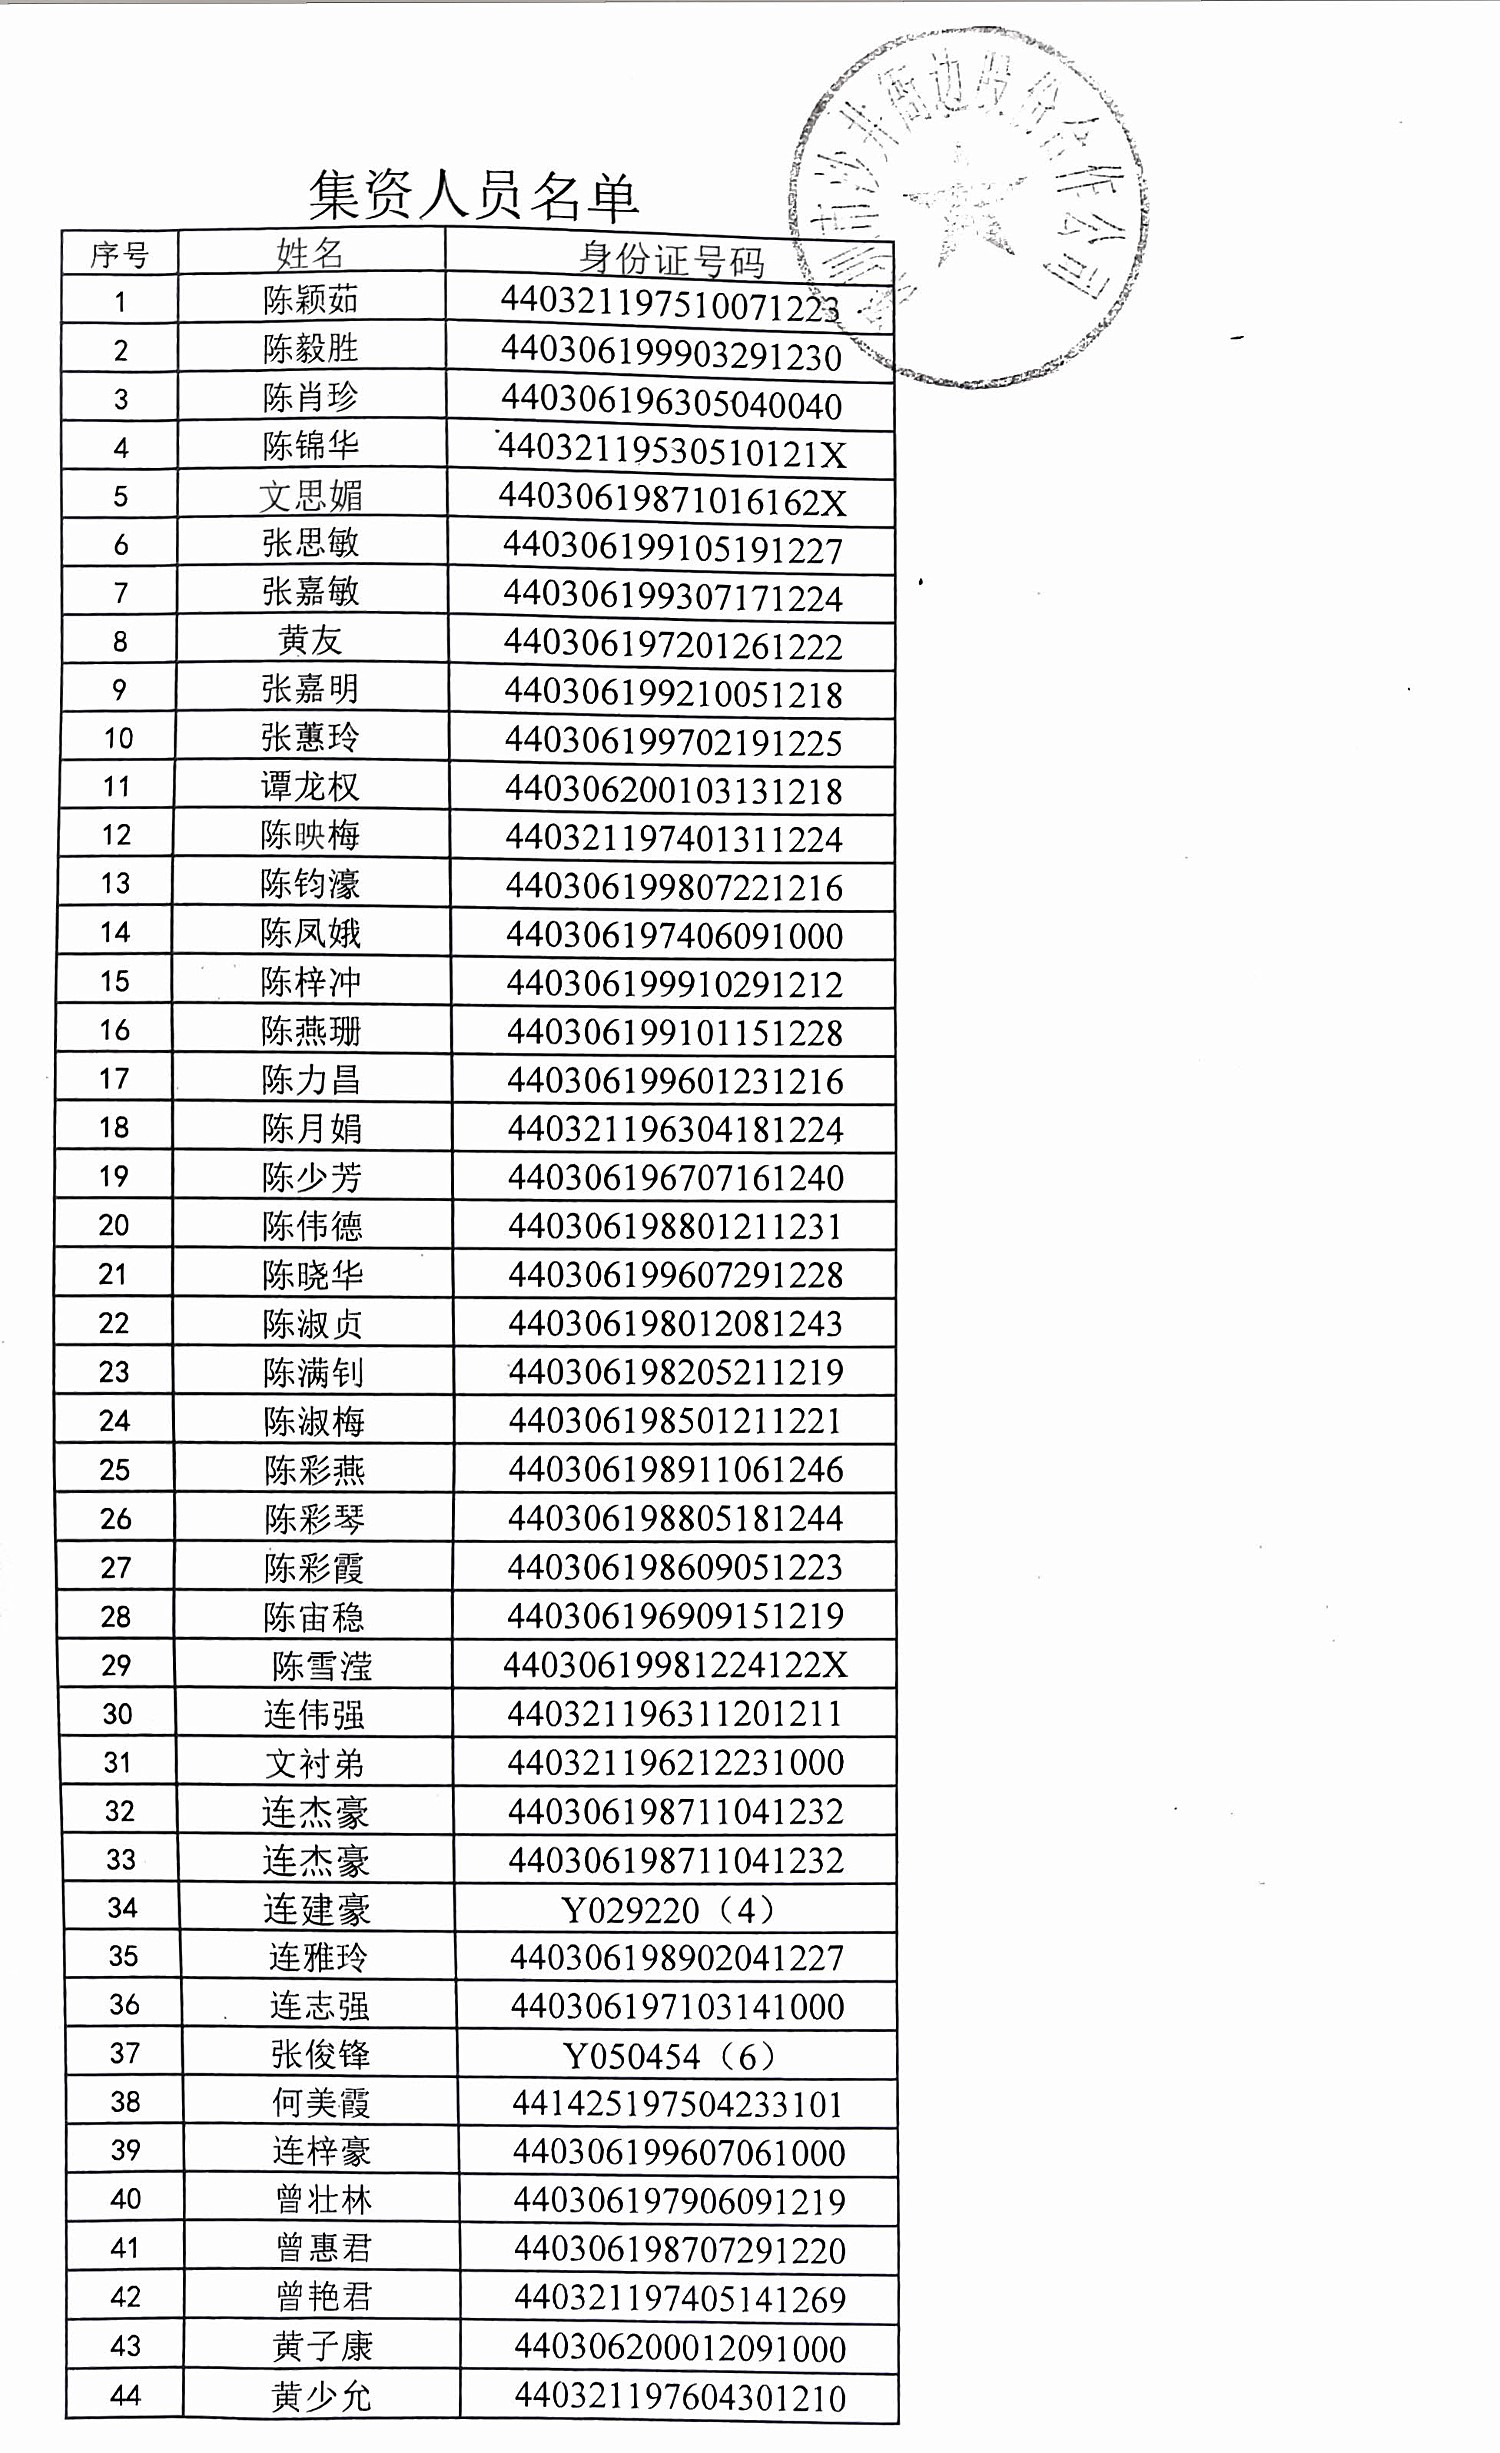 圳市沙井衙边股份合作公司
集资人员名单
序号 姓名 身份证号码
1 陈颖茹 440321197510071223
2 陈毅胜 440306199903291230
3 陈肖珍 440306196305040040
4 陈锦华 44032119530510121X
5 文思媚 44030619871016162X
6 张思敏 440306199105191227
7 张嘉敏 440306199307171224
8 黄友 440306197201261222
9 张嘉明 440306199210051218
10 张蕙玲 440306199702191225
11 谭龙权 440306200103131218
12 陈映梅 440321197401311224
13 陈钧濠 440306199807221216
14 陈凤娥 440306197406091000
15 陈梓冲 440306199910291212
16 陈燕珊 440306199101151228
17 陈力昌 440306199601231216
18 陈月娟 440321196304181224
19 陈少芳 440306196707161240
20 陈伟德 440306198801211231
21 陈晓华 440306199607291228
22 陈淑贞 440306198012081243
23 陈满钊 440306198205211219
24 陈淑梅 440306198501211221
25 陈彩燕 440306198911061246
26 陈彩琴 440306198805181244
27 陈彩霞 440306198609051223
28 陈宙稳 440306196909151219
29 陈雪滢 44030619981224122X
30 连伟强 440321196311201211
31 文衬弟 440321196212231000
32 连杰豪 440306198711041232
33 连杰豪 440306198711041232
34 连建豪 Y029220（4）
35 连雅玲 440306198902041227
36 连志强 440306197103141000
37 张俊锋 Y050454（6）
38 何美霞 441425197504233101
39 连梓豪 440306199607061000
40 曾壮林 440306197906091219
41 曾惠君 440306198707291220
42 曾艳君 440321197405141269
43 黄子康 440306200012091000
44 黄少允 440321197604301210